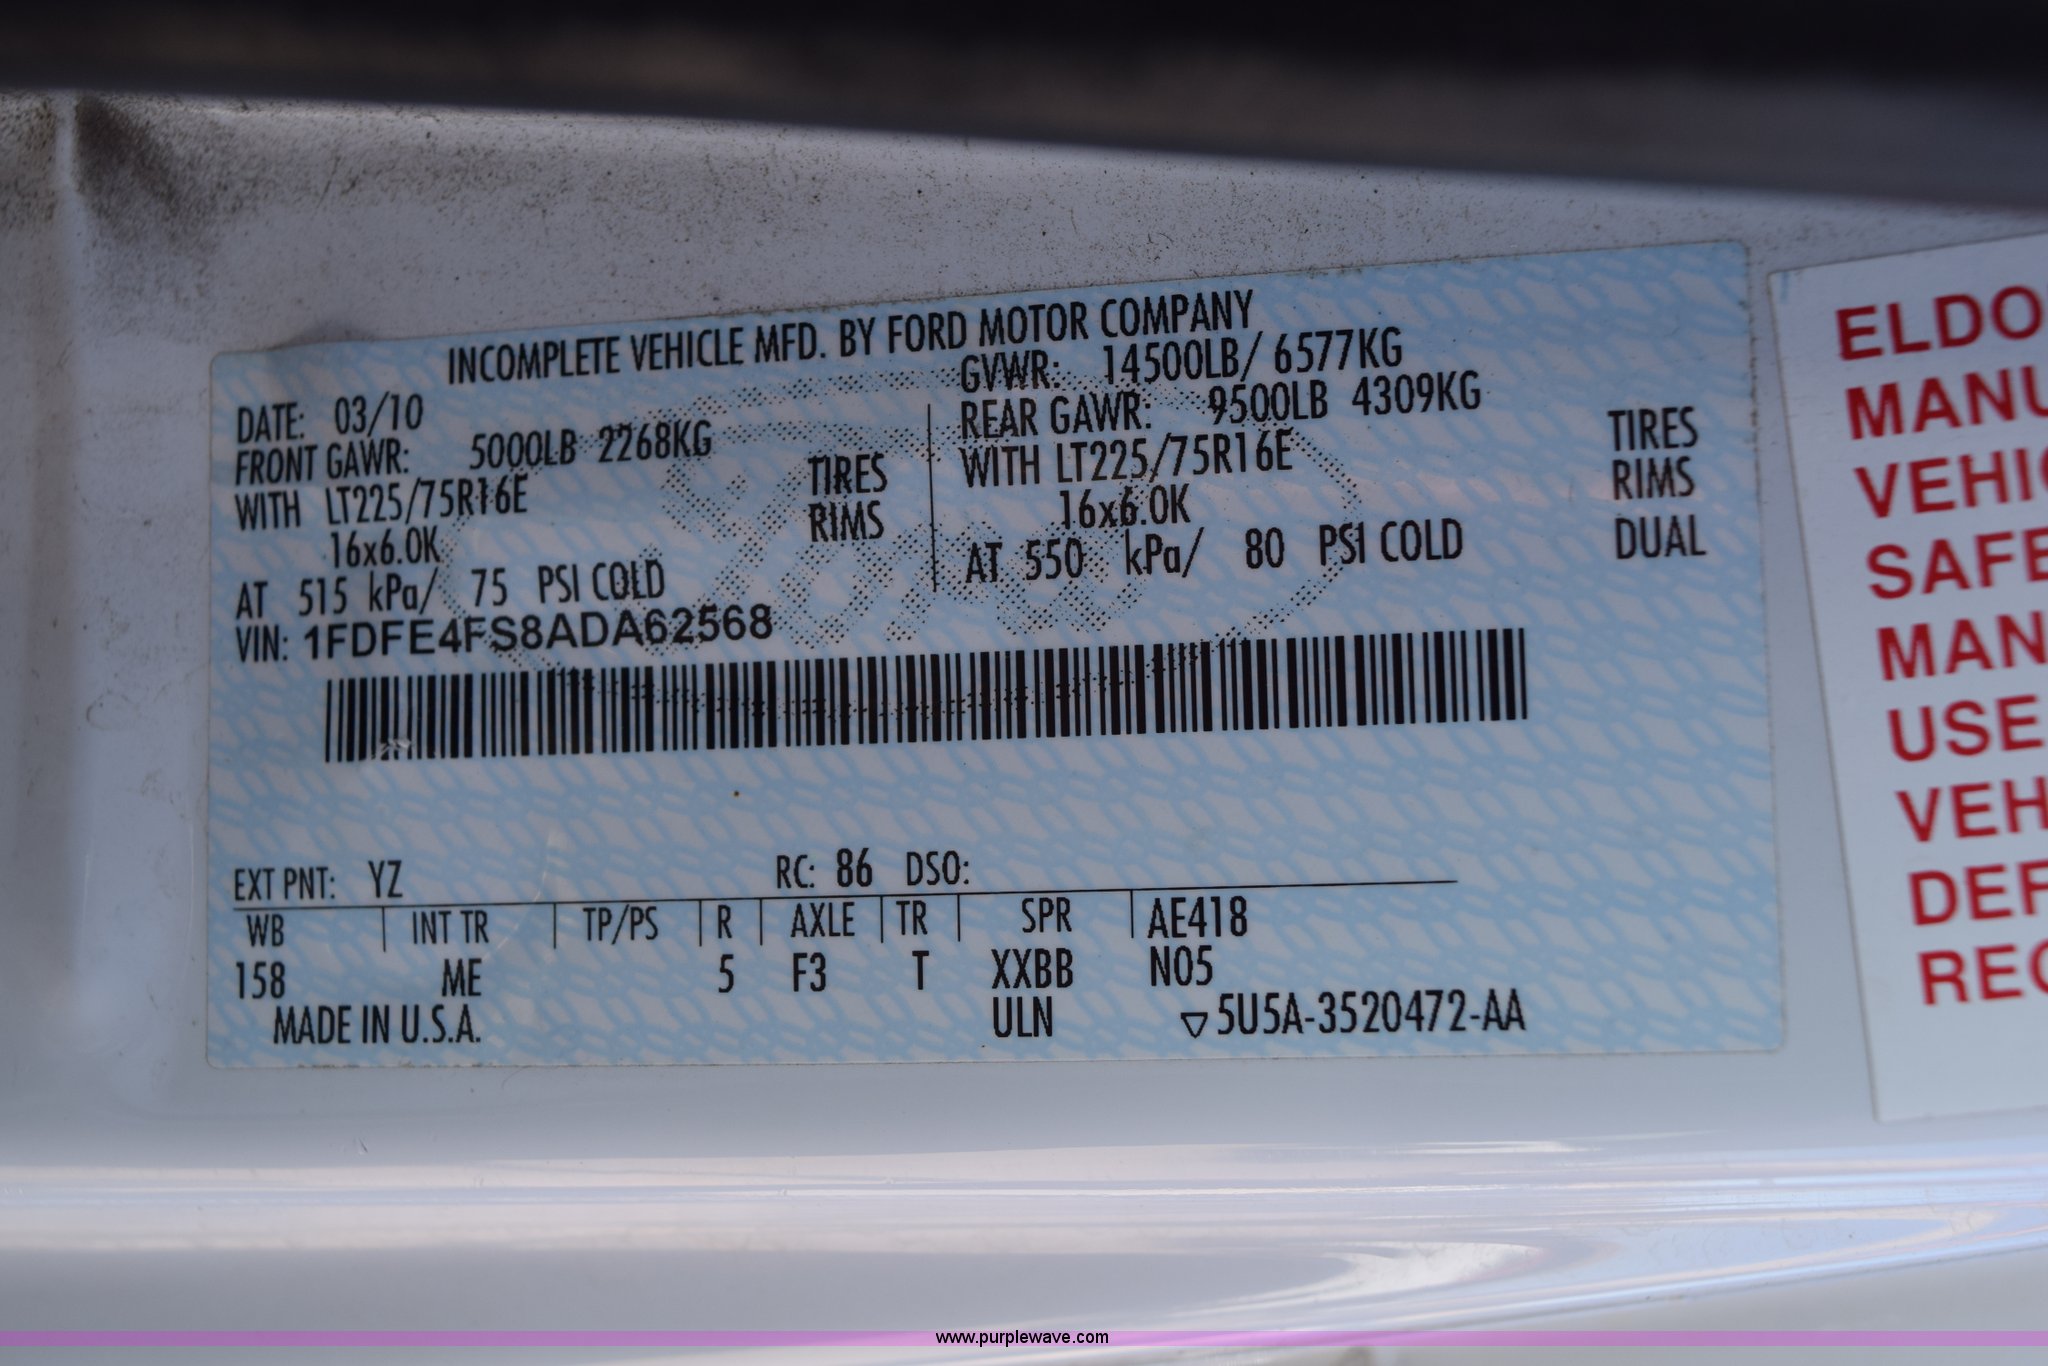 INCOMPLETE VEHICLE MFD. BY FORD MOTOR COMPANY
DATE: 03/10
GVWR: 14500LB/ 6577KG
FRONT GAWR: 5000LB 2268KG
REAR GAWR: 9500LB 4309KG
WITH LT225/75R16E TIRES
WITH LT225/75R16E TIRES
16x6.0K RIMS
16x6.0K RIMS
AT 515 kPa/ 75 PSI COLD
AT 550 kPa/ 80 PSI COLD DUAL
VIN: 1FDFE4FS8ADA62568
EXT PNT: YZ RC: 86 DSO:
WB INT TR TP/PS R AXLE TR SPR AE418
158 ME 5 F3 T XXBB N05
MADE IN U.S.A. ULN ▽5U5A-3520472-AA
ELDO
MANU
VEHIC
SAFE
MAN
USE
VEH
DEF
REC
www.purplewave.com